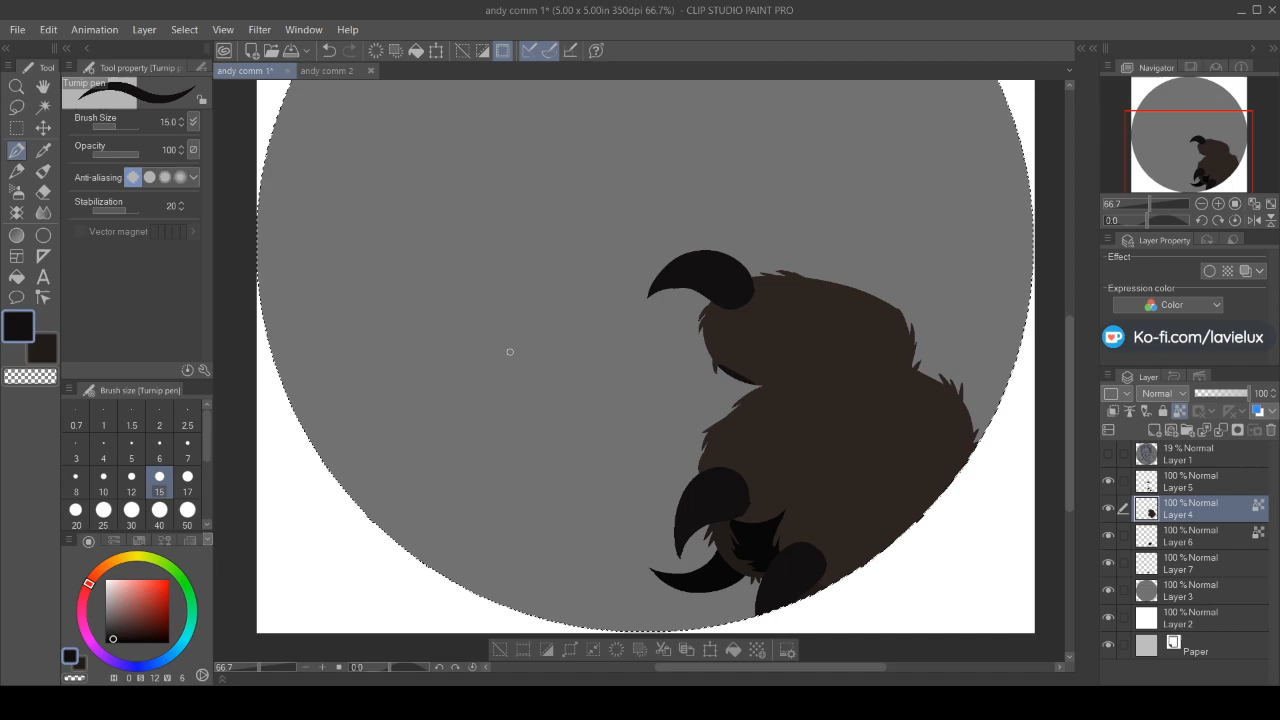 andy comm 1* (5.00 x 5.00in 350dpi 66.7%) - CLIP STUDIO PAINT PRO
File Edit Animation Layer Select View Filter Window Help
Tool
Tool property [Turnip p
andy comm 1*
andy comm 2
Navigator
Turnip pen
Brush Size 15.0
Opacity 100
Anti-aliasing
Stabilization 20
Vector magnet
66.7
0.0
Layer Property
Effect
Expression color
Color
Ko-fi.com/lavielux
Brush size [Turnip pen]
0.7 1 1.5 2 2.5
3 4 5 6 7
8 10 12 15 17
20 25 30 40 50
Layer
Normal 100
19 % Normal
Layer 1
100 % Normal
Layer 5
100 % Normal
Layer 4
100 % Normal
Layer 6
100 % Normal
Layer 7
100 % Normal
Layer 3
100 % Normal
Layer 2
Paper
H 0 S 12 V 6
66.7
0.0